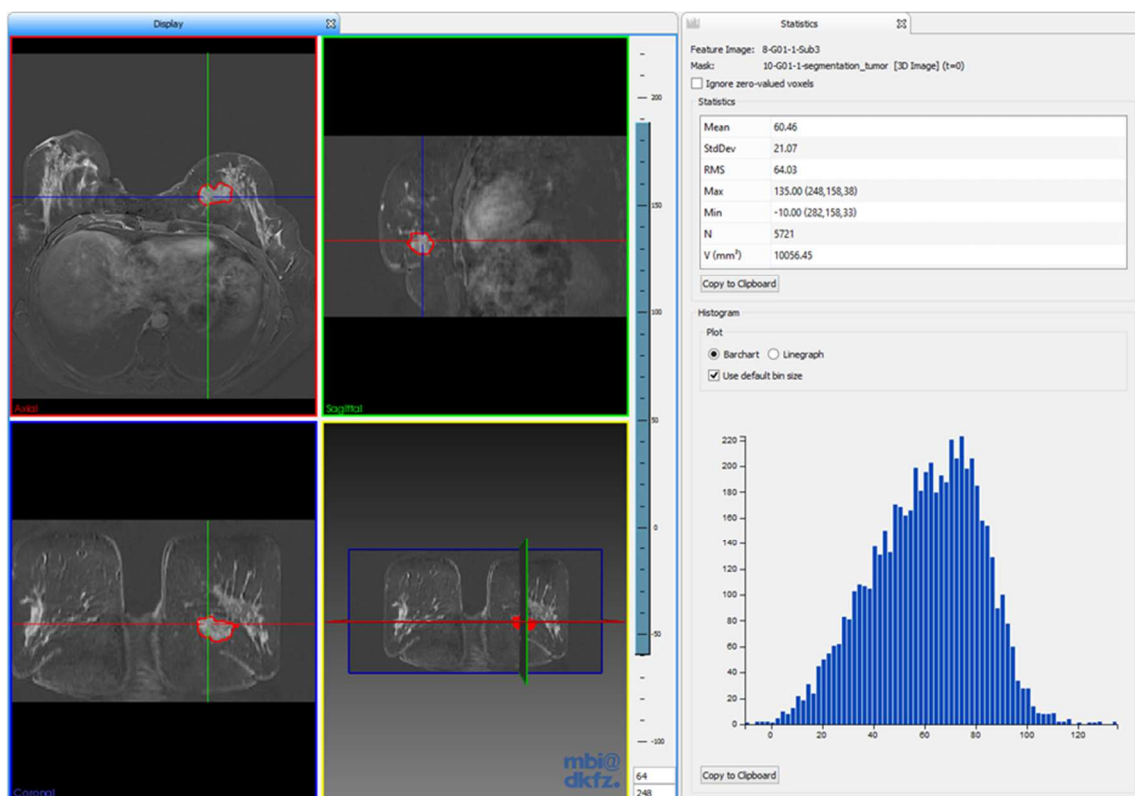 Display
Statistics
Axial
Sagittal
Coronal
200
150
100
50
0
-50
-100
64
248
mbi@
dkfz.
Feature Image: 8-G01-1-Sub3
Mask: 10-G01-1-segmentation_tumor [3D Image] (t=0)
Ignore zero-valued voxels
Statistics
Mean 60.46
StdDev 21.07
RMS 64.03
Max 135.00 (248,158,38)
Min -10.00 (282,158,33)
N 5721
V (mm³) 10056.45
Copy to Clipboard
Histogram
Plot
Barchart Linegraph
Use default bin size
220
200
180
160
140
120
100
80
60
40
20
0
0 20 40 60 80 100 120
Copy to Clipboard